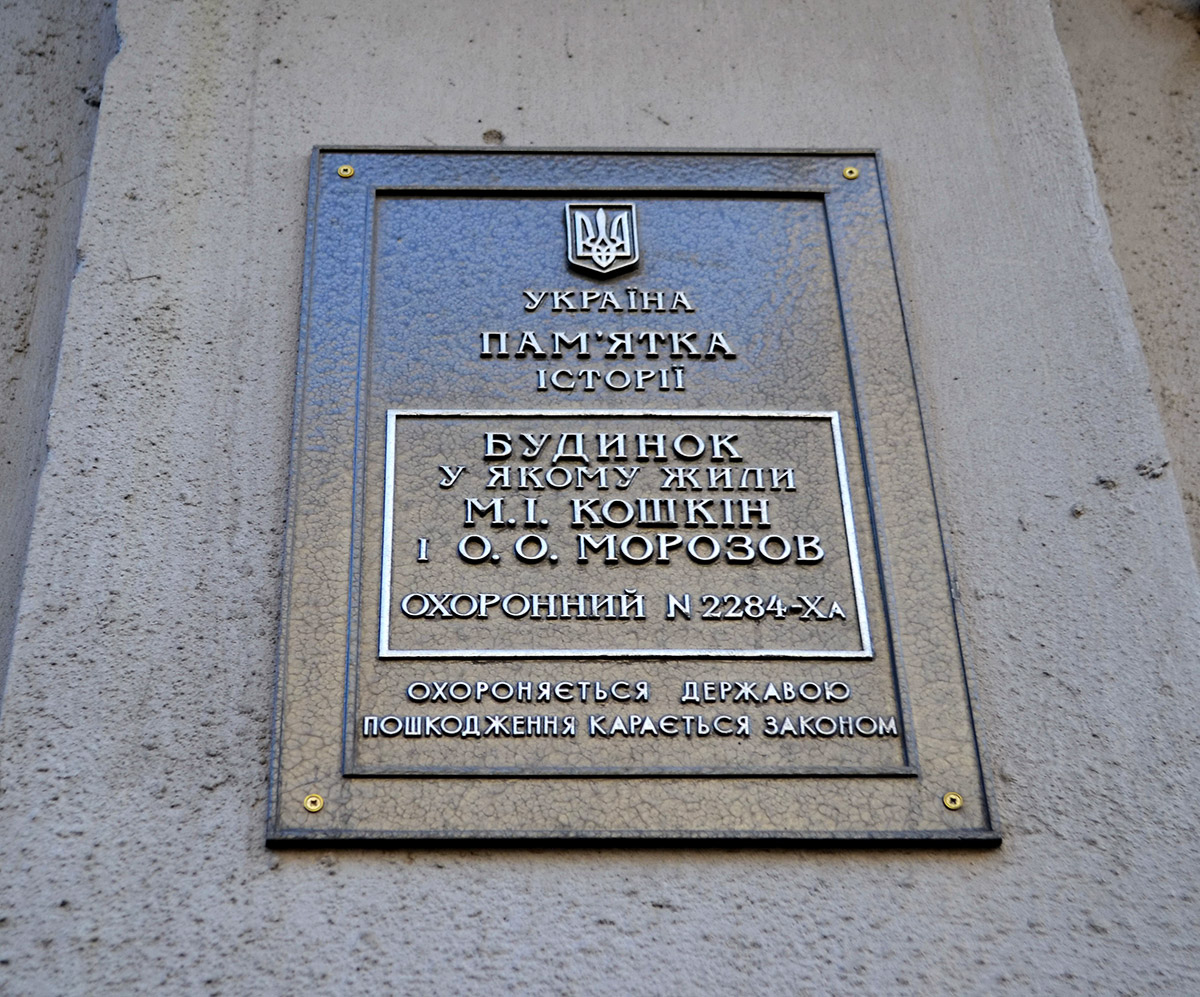 УКРАЇНА
ПАМ'ЯТКА
ІСТОРІЇ
БУДИНОК
У ЯКОМУ ЖИЛИ
М.І. КОШКІН
І О.О. МОРОЗОВ
ОХОРОННИЙ N 2284-ХА
ОХОРОНЯЄТЬСЯ ДЕРЖАВОЮ
ПОШКОДЖЕННЯ КАРАЄТЬСЯ ЗАКОНОМ